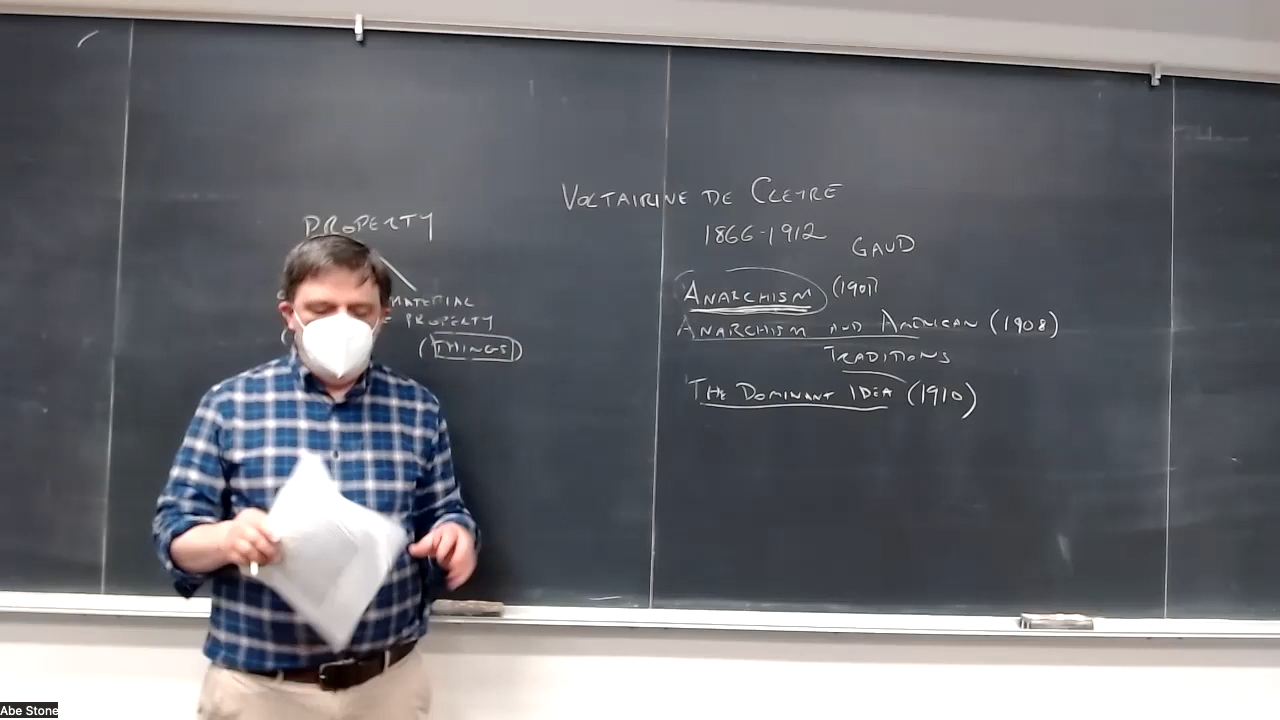 VOLTAIRINE DE CLEYRE
1866-1912
GAUD
PROPERTY
MATERIAL
PROPERTY
(THINGS)
ANARCHISM (1901)
ANARCHISM AND AMERICAN (1908)
TRADITIONS
THE DOMINANT IDEA (1910)
Abe Stone